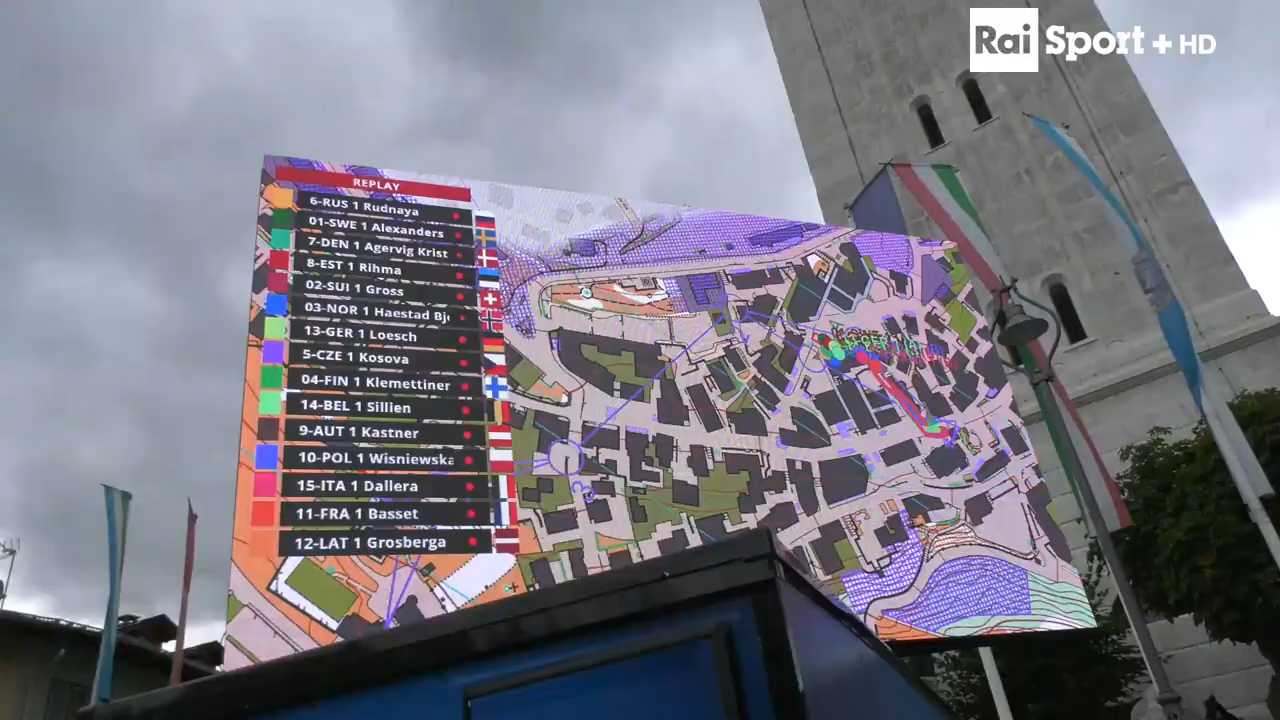 Rai Sport + HD
REPLAY
6-RUS 1 Rudnaya
01-SWE 1 Alexanders
7-DEN 1 Agervig Krist
8-EST 1 Rihma
02-SUI 1 Gross
03-NOR 1 Haestad Bj
13-GER 1 Loesch
5-CZE 1 Kosova
04-FIN 1 Klemettiner
14-BEL 1 Sillien
9-AUT 1 Kastner
10-POL 1 Wisniewska
15-ITA 1 Dallera
11-FRA 1 Basset
12-LAT 1 Grosberga